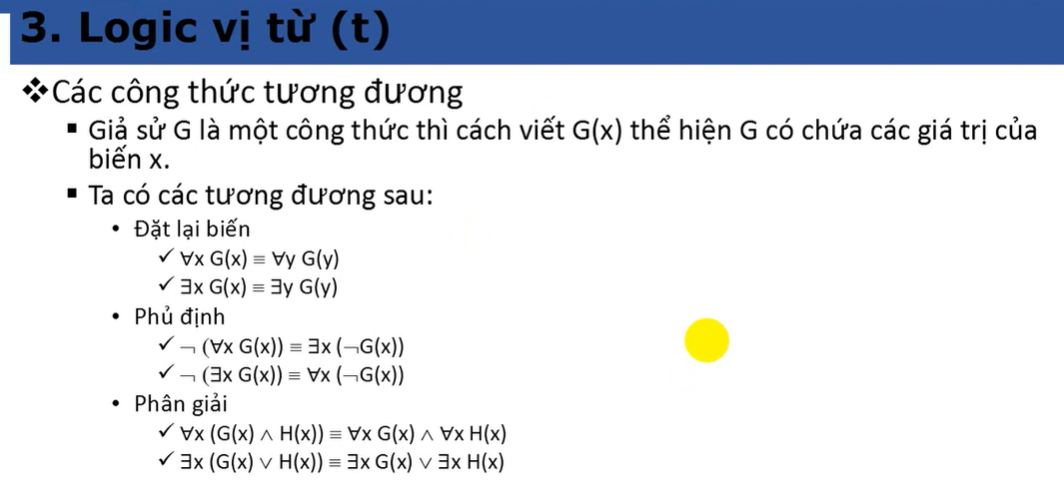 3. Logic vị từ (t)
❖Các công thức tương đương
▪ Giả sử G là một công thức thì cách viết G(x) thể hiện G có chứa các giá trị của
biến x.
▪ Ta có các tương đương sau:
• Đặt lại biến
✓ ∀x G(x) ≡ ∀y G(y)
✓ ∃x G(x) ≡ ∃y G(y)
• Phủ định
✓ ¬ (∀x G(x)) ≡ ∃x (¬G(x))
✓ ¬ (∃x G(x)) ≡ ∀x (¬G(x))
• Phân giải
✓ ∀x (G(x) ∧ H(x)) ≡ ∀x G(x) ∧ ∀x H(x)
✓ ∃x (G(x) ∨ H(x)) ≡ ∃x G(x) ∨ ∃x H(x)